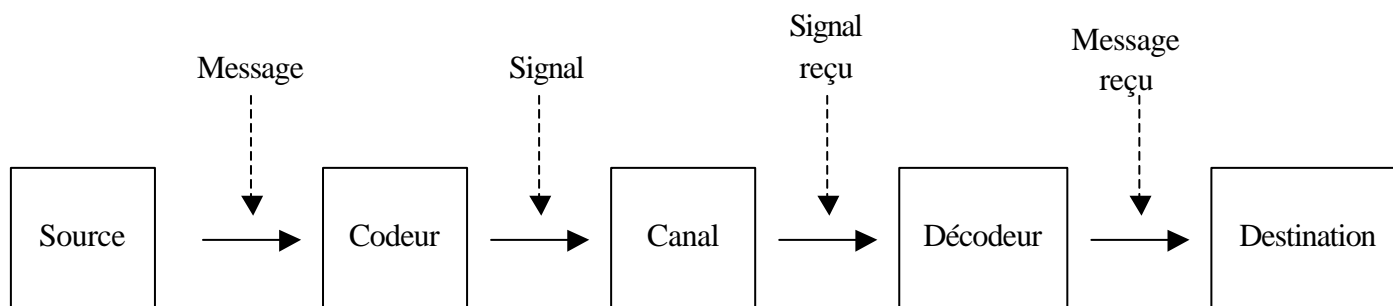 Message
Signal
Signal
reçu
Message
reçu
Source
Codeur
Canal
Décodeur
Destination